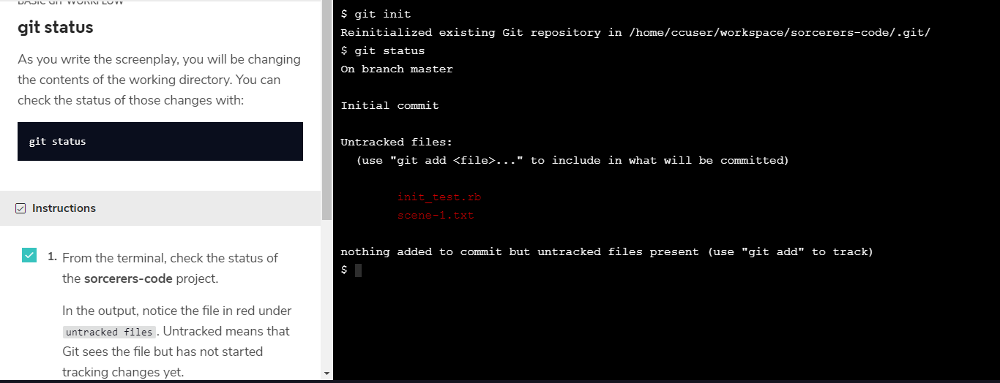 BASIC GIT WORKFLOW
git status
As you write the screenplay, you will be changing
the contents of the working directory. You can
check the status of those changes with:
git status
Instructions
1. From the terminal, check the status of
the sorcerers-code project.
In the output, notice the file in red under
untracked files. Untracked means that
Git sees the file but has not started
tracking changes yet.
$ git init
Reinitialized existing Git repository in /home/ccuser/workspace/sorcerers-code/.git/
$ git status
On branch master
Initial commit
Untracked files:
(use "git add <file>..." to include in what will be committed)
init_test.rb
scene-1.txt
nothing added to commit but untracked files present (use "git add" to track)
$